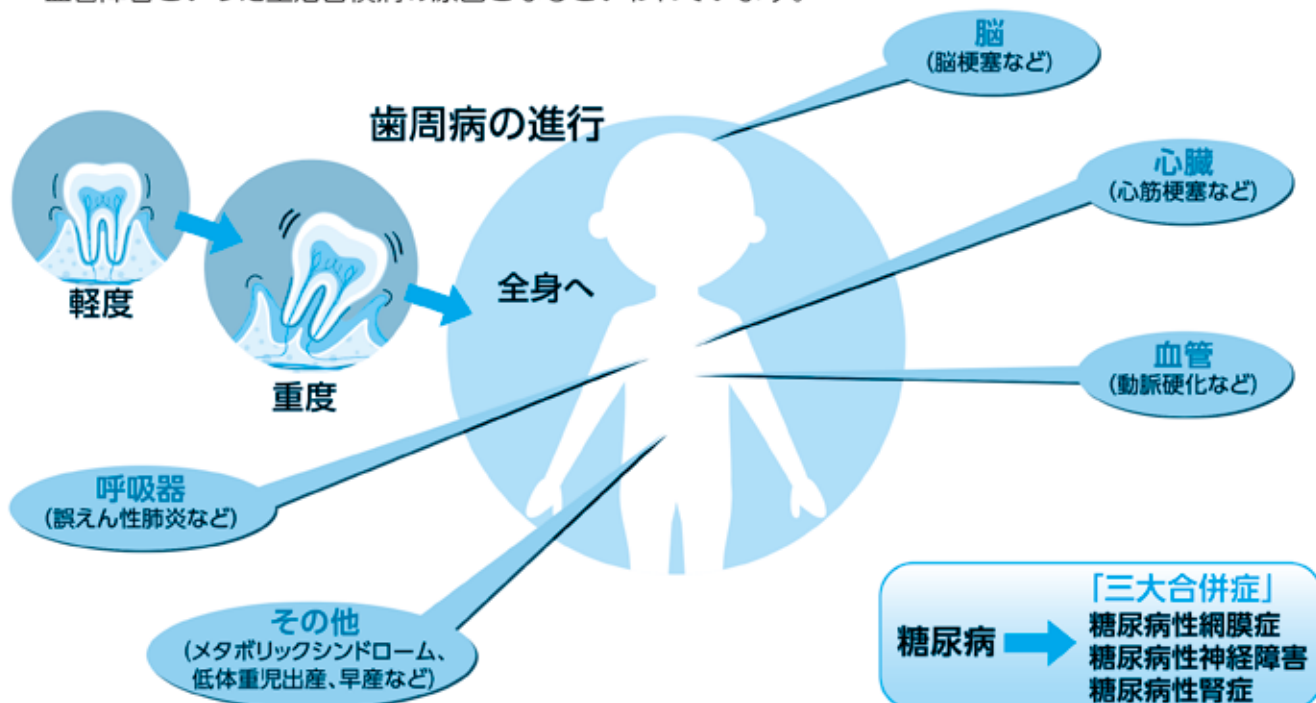 脳
(脳梗塞など)
歯周病の進行
心臓
(心筋梗塞など)
軽度
全身へ
重度
血管
(動脈硬化など)
呼吸器
(誤えん性肺炎など)
その他
(メタボリックシンドローム、
低体重児出産、早産など)
糖尿病
「三大合併症」
糖尿病性網膜症
糖尿病性神経障害
糖尿病性腎症